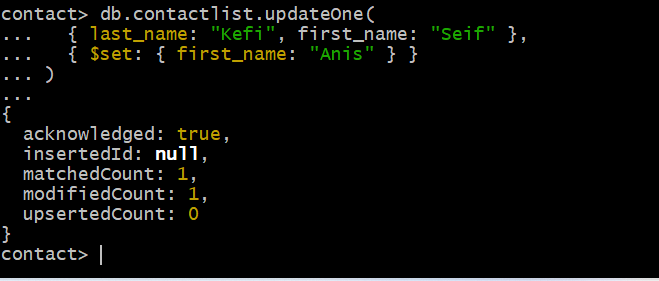 contact> db.contactlist.updateOne(
...   { last_name: "Kefi", first_name: "Seif" },
...   { $set: { first_name: "Anis" } }
... )
...
{
  acknowledged: true,
  insertedId: null,
  matchedCount: 1,
  modifiedCount: 1,
  upsertedCount: 0
}
contact>